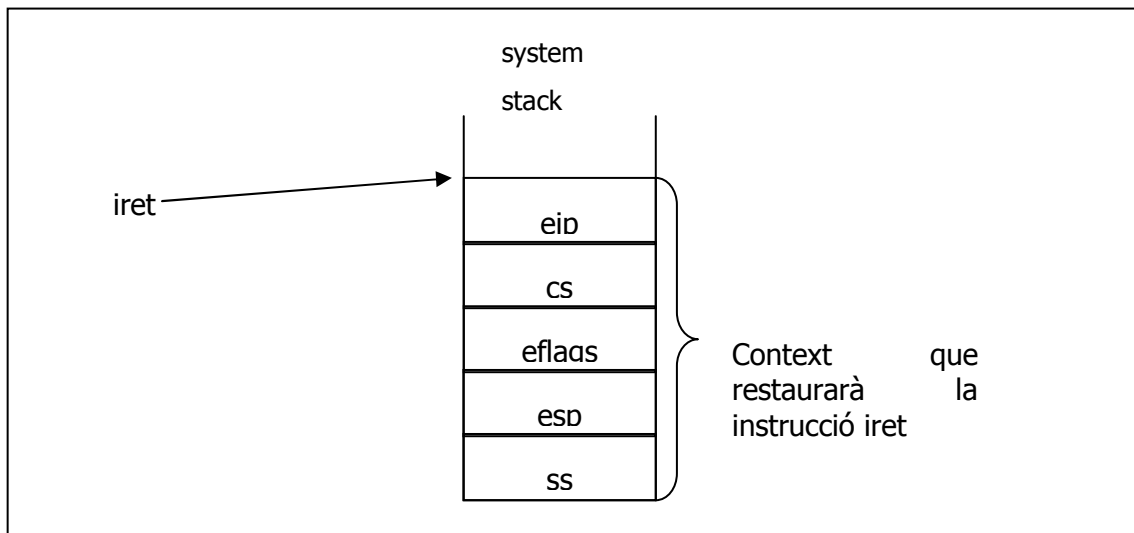 system
stack
iret
eip
cs
eflags
esp
ss
Context que
restaurarà la
instrucció iret